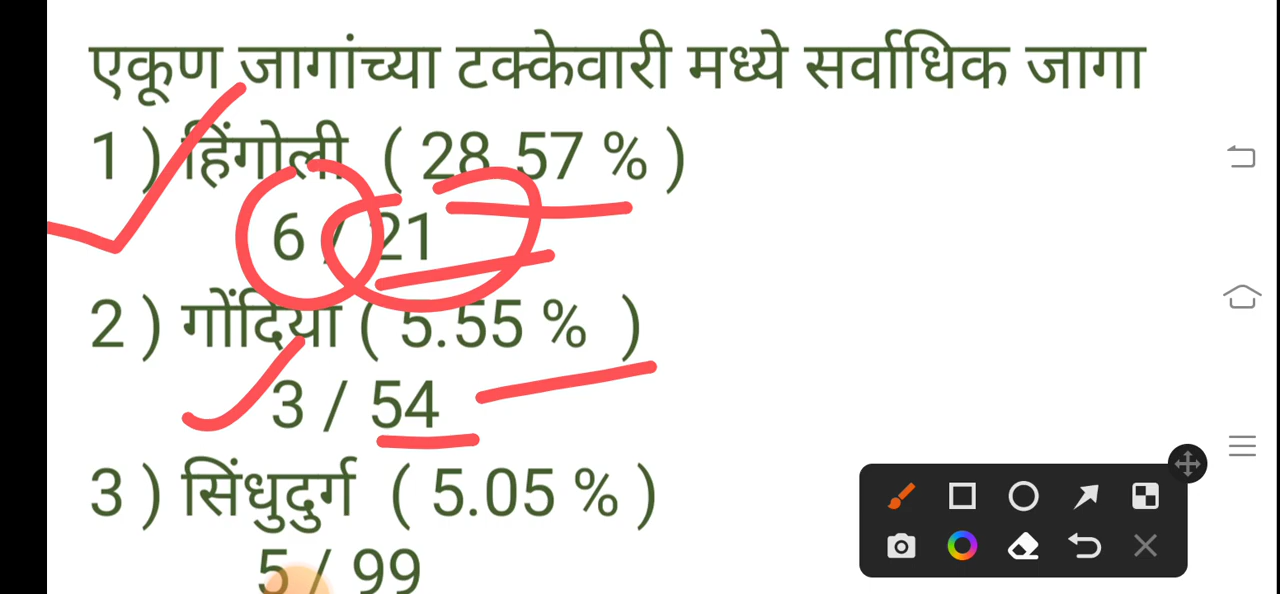 एकूण जागांच्या टक्केवारी मध्ये सर्वाधिक जागा
1 ) हिंगोली ( 28.57 % )
6 / 21
2 ) गोंदिया ( 5.55 % )
3 / 54
3 ) सिंधुदुर्ग ( 5.05 % )
5 / 99